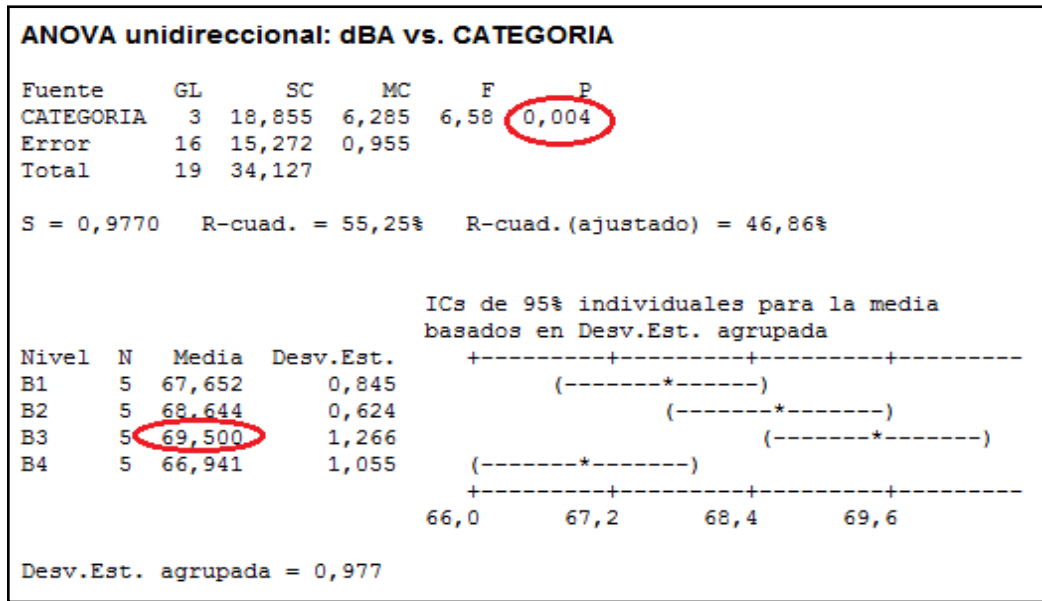 ANOVA unidireccional: dBA vs. CATEGORIA
Fuente GL SC MC F P
CATEGORIA 3 18,855 6,285 6,58 0,004
Error 16 15,272 0,955
Total 19 34,127
S = 0,9770 R-cuad. = 55,25% R-cuad.(ajustado) = 46,86%
ICs de 95% individuales para la media
basados en Desv.Est. agrupada
Nivel N Media Desv.Est. +---------+---------+---------+---------
B1 5 67,652 0,845 (-------*------)
B2 5 68,644 0,624 (-------*-------)
B3 5 69,500 1,266 (-------*-------)
B4 5 66,941 1,055 (-------*-------)
+---------+---------+---------+---------
66,0 67,2 68,4 69,6
Desv.Est. agrupada = 0,977